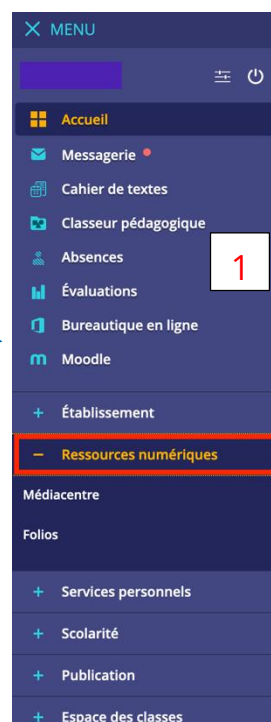 MENU
Accueil
Messagerie
Cahier de textes
Classeur pédagogique
Absences
1
Évaluations
Bureautique en ligne
Moodle
+ Établissement
− Ressources numériques
Médiacentre
Folios
+ Services personnels
+ Scolarité
+ Publication
+ Espace des classes